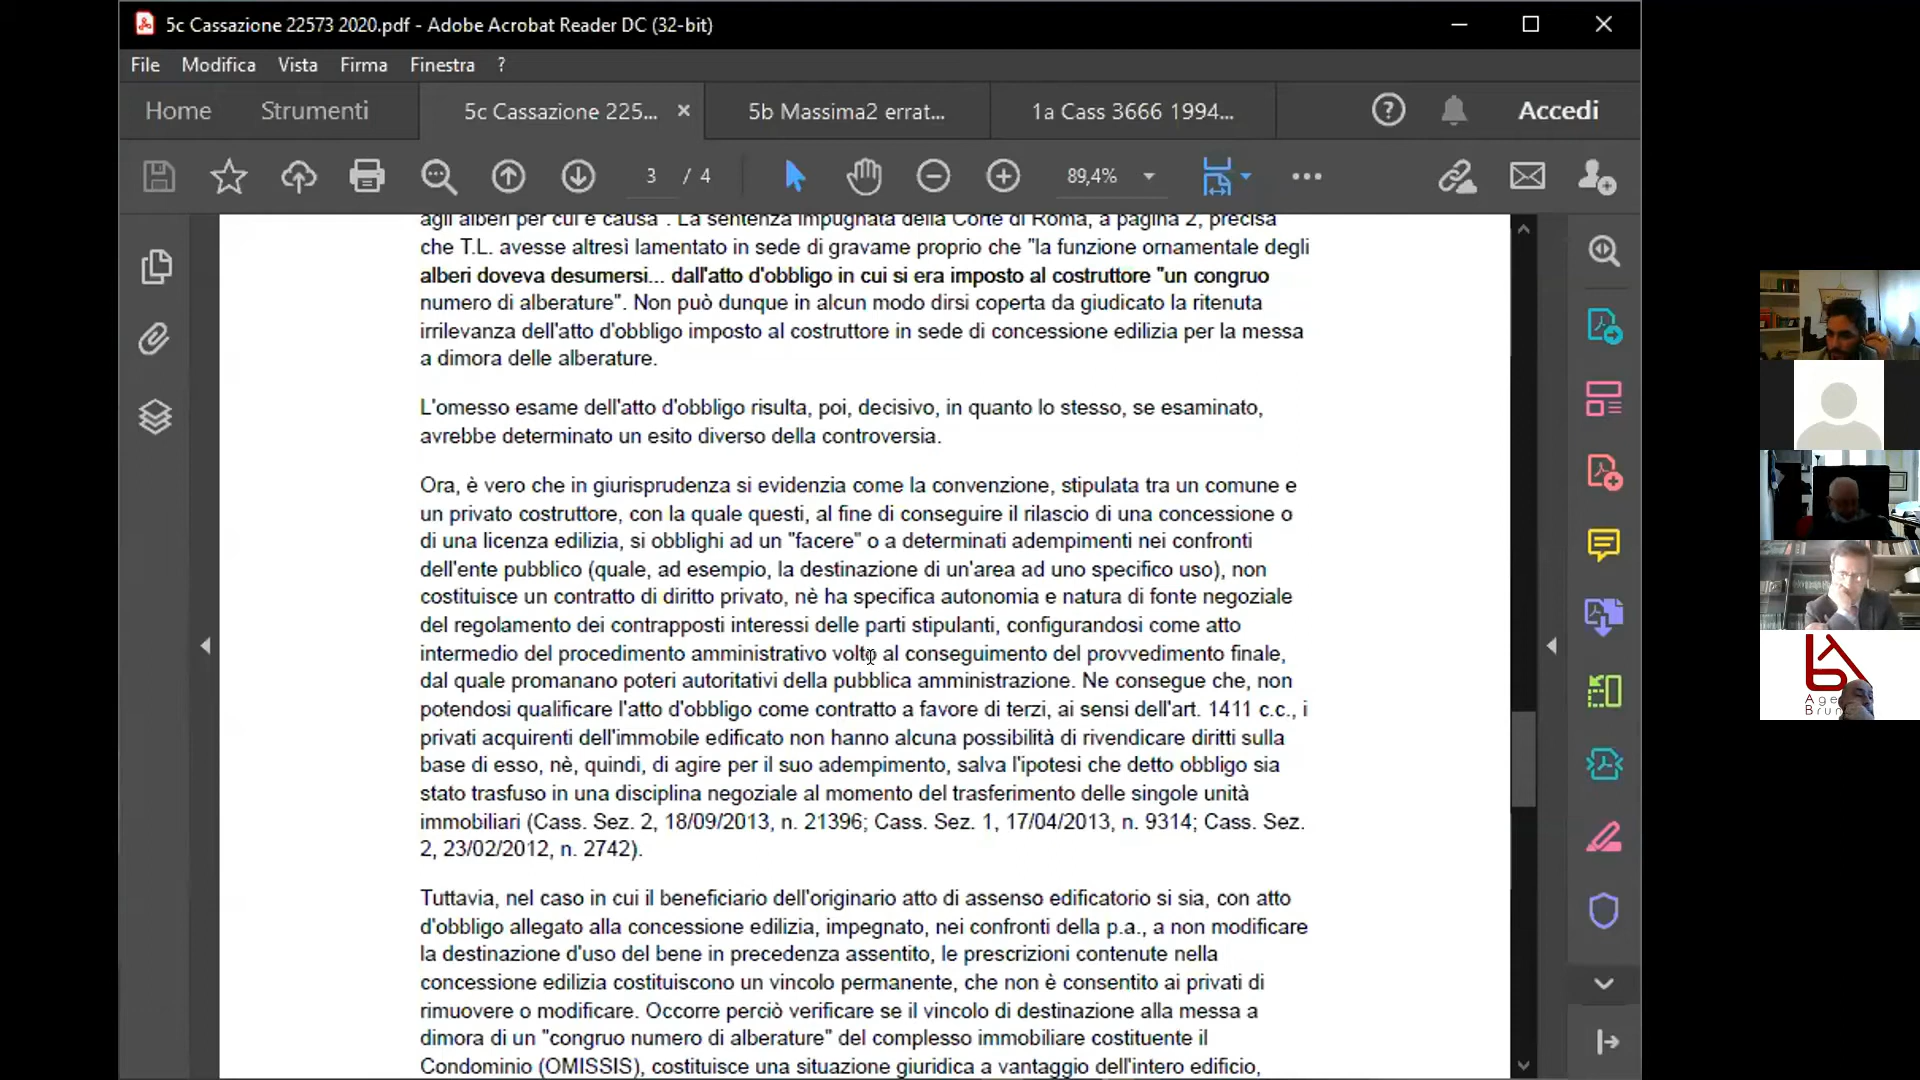 5c Cassazione 22573 2020.pdf - Adobe Acrobat Reader DC (32-bit)
File Modifica Vista Firma Finestra ?
Home Strumenti 5c Cassazione 225... 5b Massima2 errat... 1a Cass 3666 1994... Accedi
3 / 4 89,4%
agli alberi per cui è causa". La sentenza impugnata della Corte di Roma, a pagina 2, precisa
che T.L. avesse altresì lamentato in sede di gravame proprio che "la funzione ornamentale degli
alberi doveva desumersi... dall'atto d'obbligo in cui si era imposto al costruttore "un congruo
numero di alberature". Non può dunque in alcun modo dirsi coperta da giudicato la ritenuta
irrilevanza dell'atto d'obbligo imposto al costruttore in sede di concessione edilizia per la messa
a dimora delle alberature.
L'omesso esame dell'atto d'obbligo risulta, poi, decisivo, in quanto lo stesso, se esaminato,
avrebbe determinato un esito diverso della controversia.
Ora, è vero che in giurisprudenza si evidenzia come la convenzione, stipulata tra un comune e
un privato costruttore, con la quale questi, al fine di conseguire il rilascio di una concessione o
di una licenza edilizia, si obblighi ad un "facere" o a determinati adempimenti nei confronti
dell'ente pubblico (quale, ad esempio, la destinazione di un'area ad uno specifico uso), non
costituisce un contratto di diritto privato, nè ha specifica autonomia e natura di fonte negoziale
del regolamento dei contrapposti interessi delle parti stipulanti, configurandosi come atto
intermedio del procedimento amministrativo volto al conseguimento del provvedimento finale,
dal quale promanano poteri autoritativi della pubblica amministrazione. Ne consegue che, non
potendosi qualificare l'atto d'obbligo come contratto a favore di terzi, ai sensi dell'art. 1411 c.c., i
privati acquirenti dell'immobile edificato non hanno alcuna possibilità di rivendicare diritti sulla
base di esso, nè, quindi, di agire per il suo adempimento, salva l'ipotesi che detto obbligo sia
stato trasfuso in una disciplina negoziale al momento del trasferimento delle singole unità
immobiliari (Cass. Sez. 2, 18/09/2013, n. 21396; Cass. Sez. 1, 17/04/2013, n. 9314; Cass. Sez.
2, 23/02/2012, n. 2742).
Tuttavia, nel caso in cui il beneficiario dell'originario atto di assenso edificatorio si sia, con atto
d'obbligo allegato alla concessione edilizia, impegnato, nei confronti della p.a., a non modificare
la destinazione d'uso del bene in precedenza assentito, le prescrizioni contenute nella
concessione edilizia costituiscono un vincolo permanente, che non è consentito ai privati di
rimuovere o modificare. Occorre perciò verificare se il vincolo di destinazione alla messa a
dimora di un "congruo numero di alberature" del complesso immobiliare costituente il
Condominio (OMISSIS), costituisce una situazione giuridica a vantaggio dell'intero edificio,